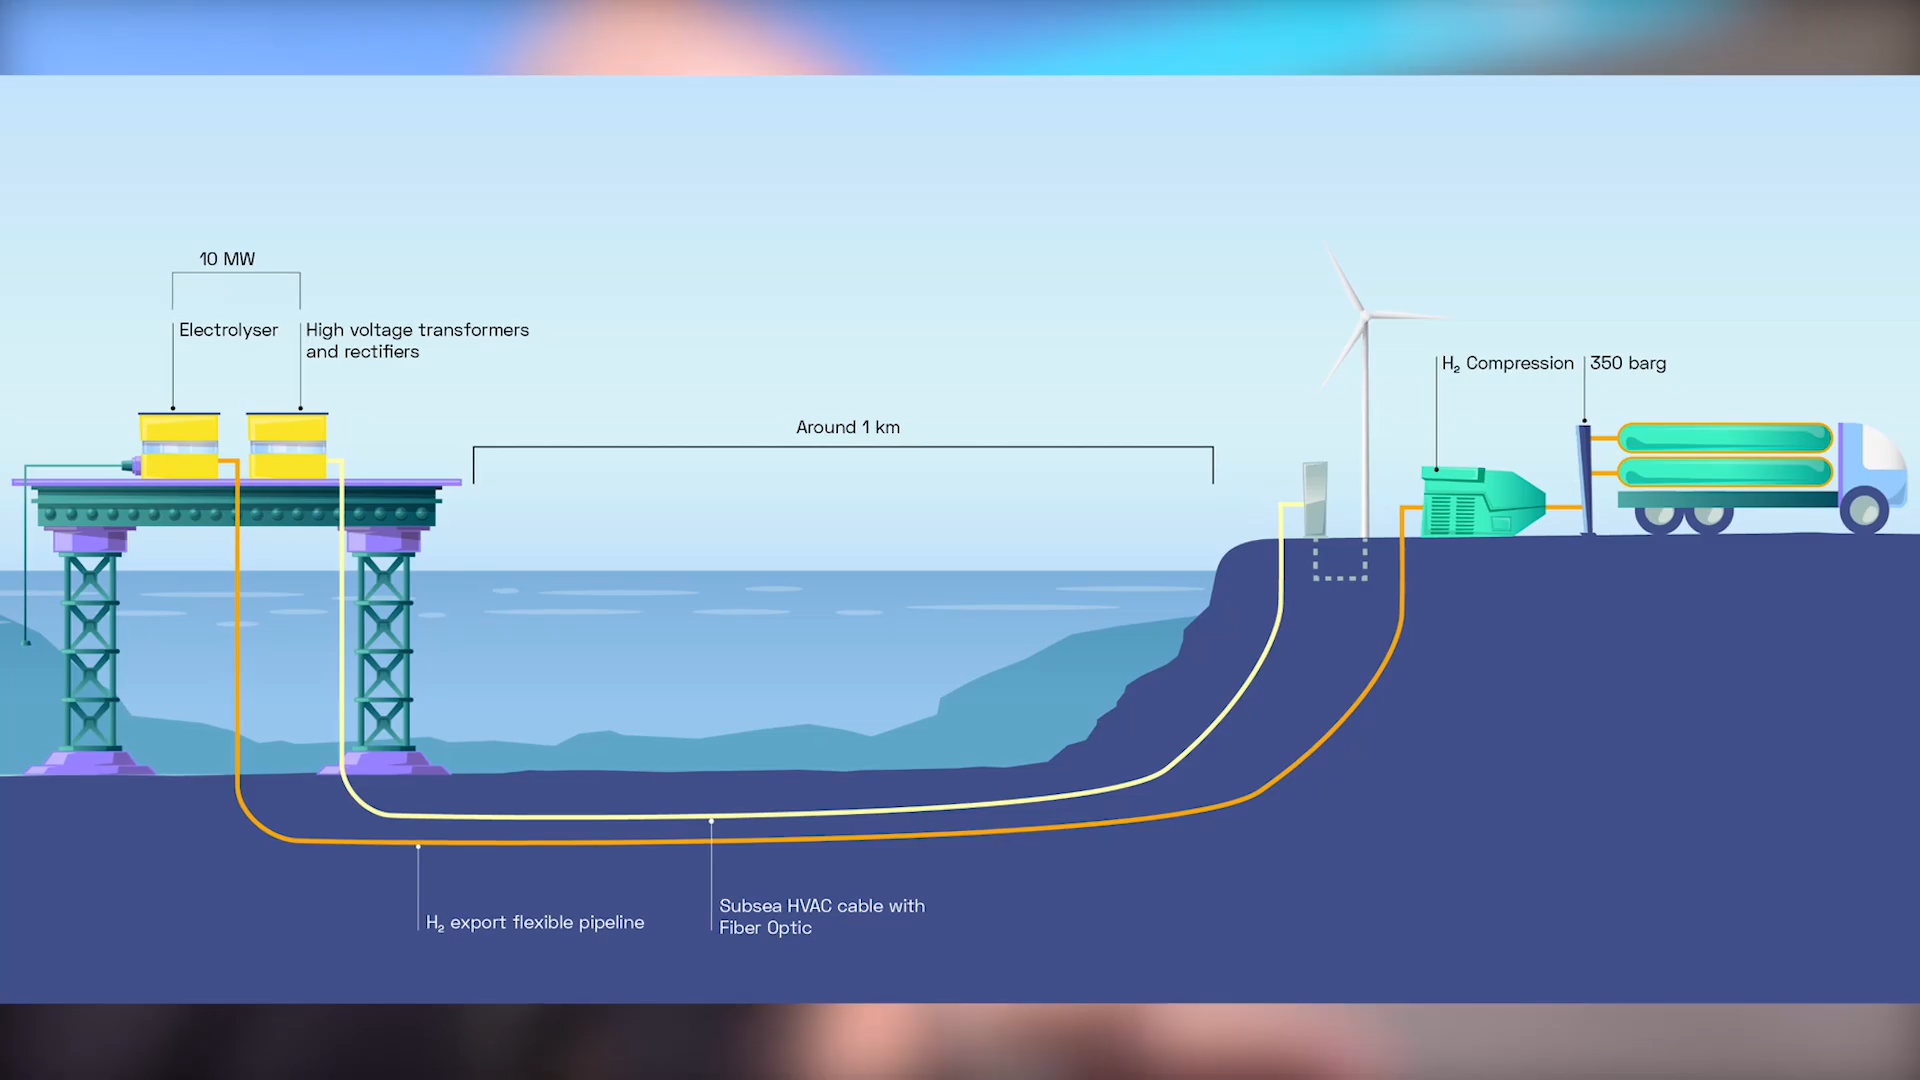 10 MW
Electrolyser
High voltage transformers
and rectifiers
Around 1 km
H₂ Compression
350 barg
H₂ export flexible pipeline
Subsea HVAC cable with
Fiber Optic